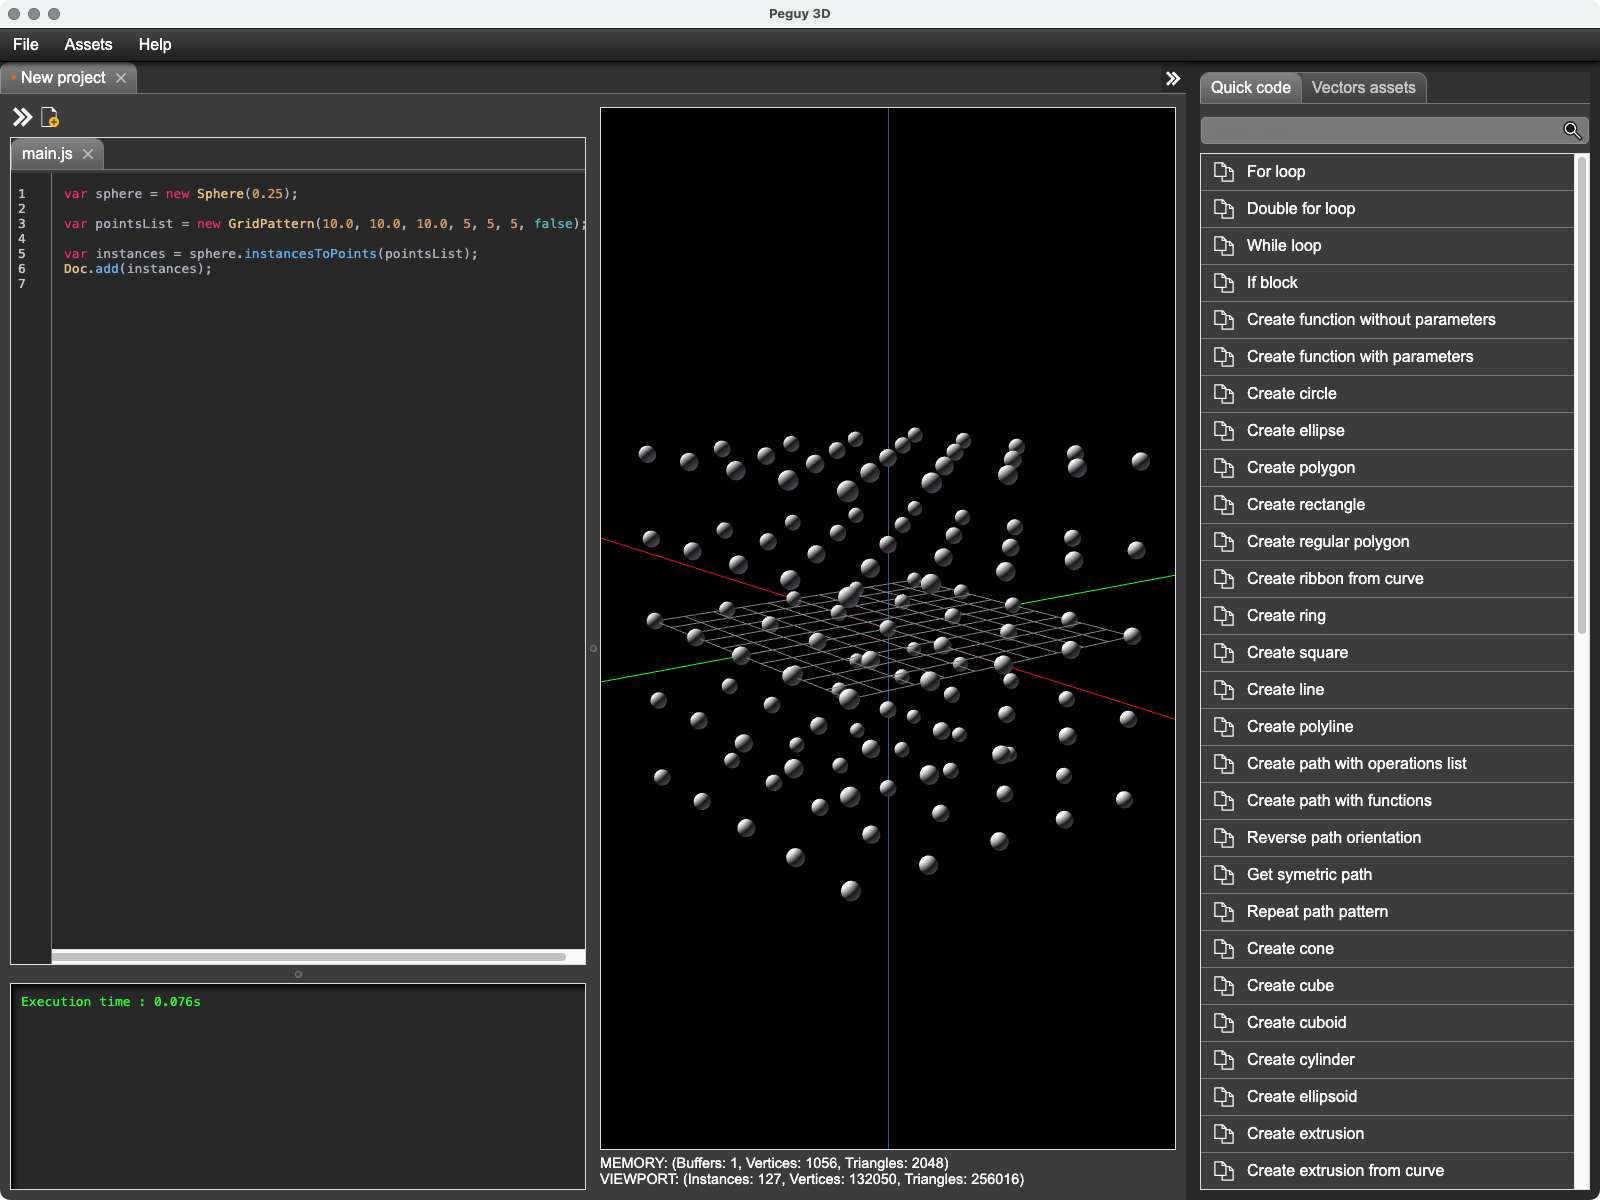 Peguy 3D
File Assets Help
New project
main.js
1 var sphere = new Sphere(0.25);
2
3 var pointsList = new GridPattern(10.0, 10.0, 10.0, 5, 5, 5, false);
4
5 var instances = sphere.instancesToPoints(pointsList);
6 Doc.add(instances);
7
Execution time : 0.076s
MEMORY: (Buffers: 1, Vertices: 1056, Triangles: 2048)
VIEWPORT: (Instances: 127, Vertices: 132050, Triangles: 256016)
Quick code Vectors assets
For loop
Double for loop
While loop
If block
Create function without parameters
Create function with parameters
Create circle
Create ellipse
Create polygon
Create rectangle
Create regular polygon
Create ribbon from curve
Create ring
Create square
Create line
Create polyline
Create path with operations list
Create path with functions
Reverse path orientation
Get symetric path
Repeat path pattern
Create cone
Create cube
Create cuboid
Create cylinder
Create ellipsoid
Create extrusion
Create extrusion from curve